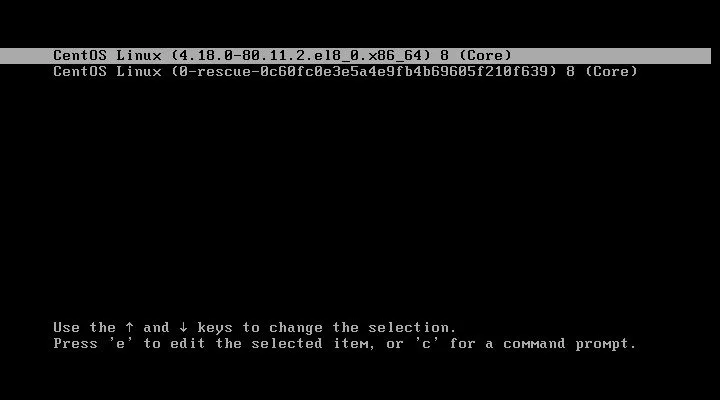 CentOS Linux (4.18.0-80.11.2.el8_0.x86_64) 8 (Core)
CentOS Linux (0-rescue-0c60fc0e3e5a4e9fb4b69605f210f639) 8 (Core)
Use the ↑ and ↓ keys to change the selection.
Press 'e' to edit the selected item, or 'c' for a command prompt.